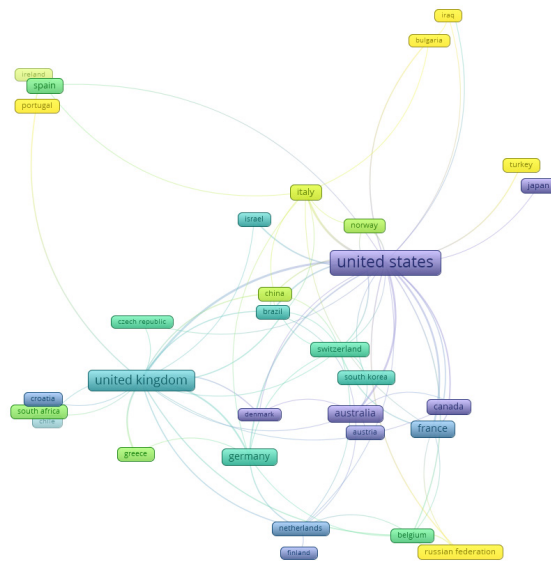 iraq
bulgaria
ireland
spain
portugal
turkey
japan
italy
israel
norway
united states
china
brazil
czech republic
switzerland
united kingdom
south korea
croatia
south africa
chile
denmark
australia
canada
austria
france
greece
germany
netherlands
belgium
finland
russian federation